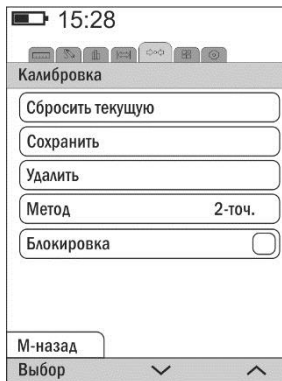 15:28
Калибровка
Сбросить текущую
Сохранить
Удалить
Метод 2-точ.
Блокировка
М-назад
Выбор